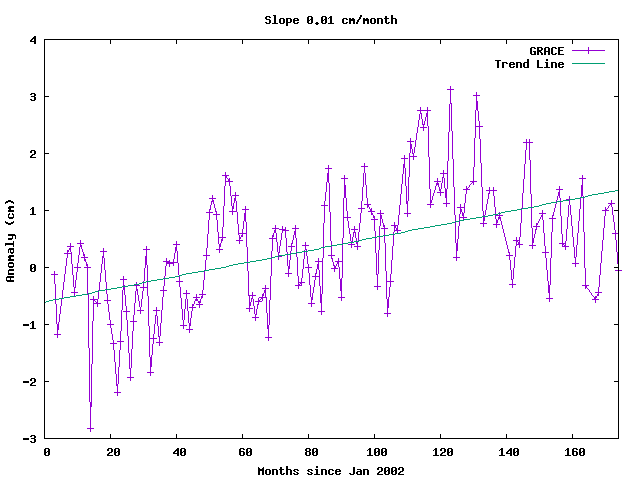 Slope 0.01 cm/month
GRACE
Trend Line
4
3
2
1
0
-1
-2
-3
Anomaly (cm)
0 20 40 60 80 100 120 140 160
Months since Jan 2002